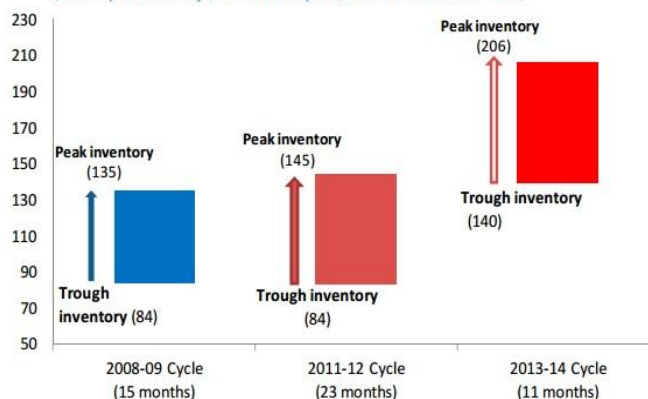 230
210
190
170
150
130
110
90
70
50
Peak inventory
(135)
Trough
inventory (84)
Peak inventory
(145)
Trough inventory
(84)
Peak inventory
(206)
Trough inventory
(140)
2008-09 Cycle
(15 months)
2011-12 Cycle
(23 months)
2013-14 Cycle
(11 months)